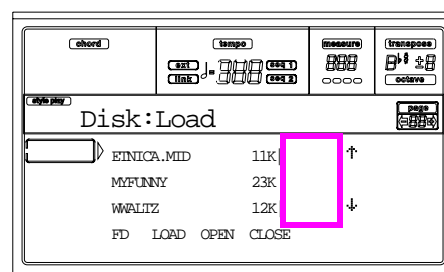 chord tempo measure transpose
ext seq 1
link seq 2
octave
style play page
Disk:Load
ETNICA.MID 11K
MYFUNNY 23K
WWALTZ 12K
FD LOAD OPEN CLOSE